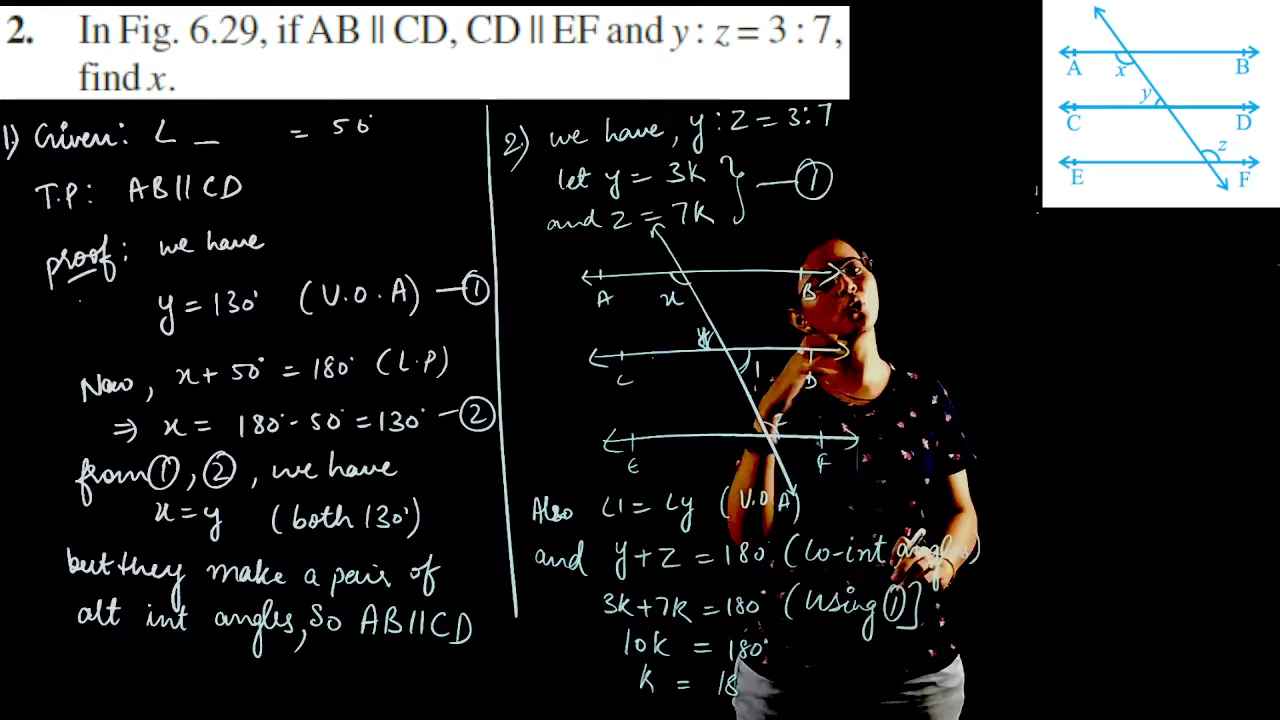 2. In Fig. 6.29, if AB || CD, CD || EF and y : z = 3 : 7,
find x.
1) Given: ∠ _ = 50°
T.P: AB || CD
proof: we have
y = 130° (V.O.A) — ①
Now, x + 50° = 180° (L.P)
⇒ x = 180° - 50° = 130° — ②
from ①, ②, we have
x = y (both 130°)
but they make a pair of
alt int angles, So AB || CD
2) we have, y : z = 3 : 7
let y = 3k } — ①
and z = 7k
A x B
y
C 1 D
z
E F
Also ∠1 = ∠y (V.O.A)
and y + z = 180° (co-int angles)
3k + 7k = 180° (Using ①]
10k = 180°
k = 18
A x B
y
C D
z
E F